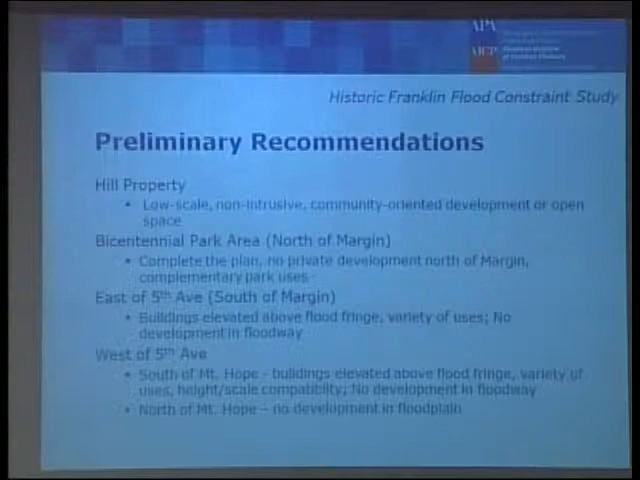 APA
AICP
Historic Franklin Flood Constraint Study
Preliminary Recommendations
Hill Property
• Low-scale, non-intrusive, community-oriented development or open
space
Bicentennial Park Area (North of Margin)
• Complete the plan, no private development north of Margin,
complementary park uses
East of 5th Ave (South of Margin)
• Buildings elevated above flood fringe, variety of uses; No
development in floodway
West of 5th Ave
• South of Mt. Hope - buildings elevated above flood fringe, variety of
uses, height/scale compatiblity; No development in floodway
• North of Mt. Hope – no development in floodplain